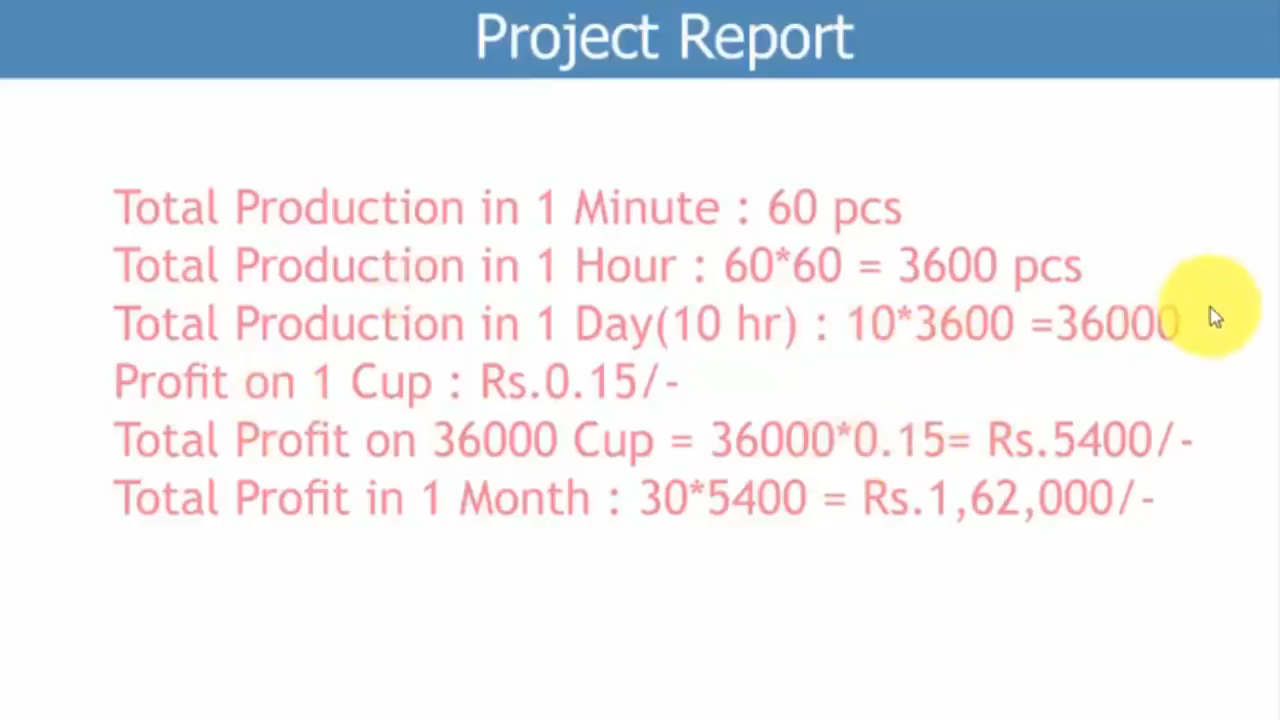 Project Report
Total Production in 1 Minute : 60 pcs
Total Production in 1 Hour : 60*60 = 3600 pcs
Total Production in 1 Day(10 hr) : 10*3600 =36000
Profit on 1 Cup : Rs.0.15/-
Total Profit on 36000 Cup = 36000*0.15= Rs.5400/-
Total Profit in 1 Month : 30*5400 = Rs.1,62,000/-